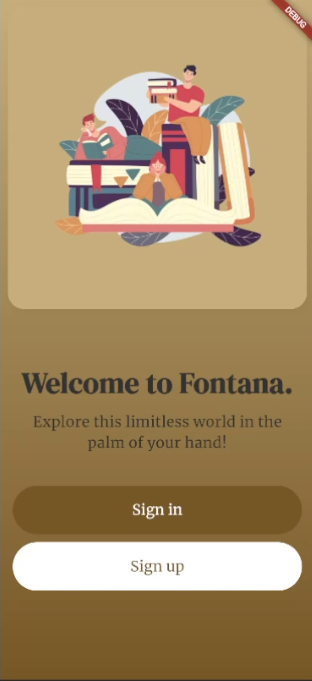 DEBUG
Welcome to Fontana.
Explore this limitless world in the
palm of your hand!
Sign in
Sign up